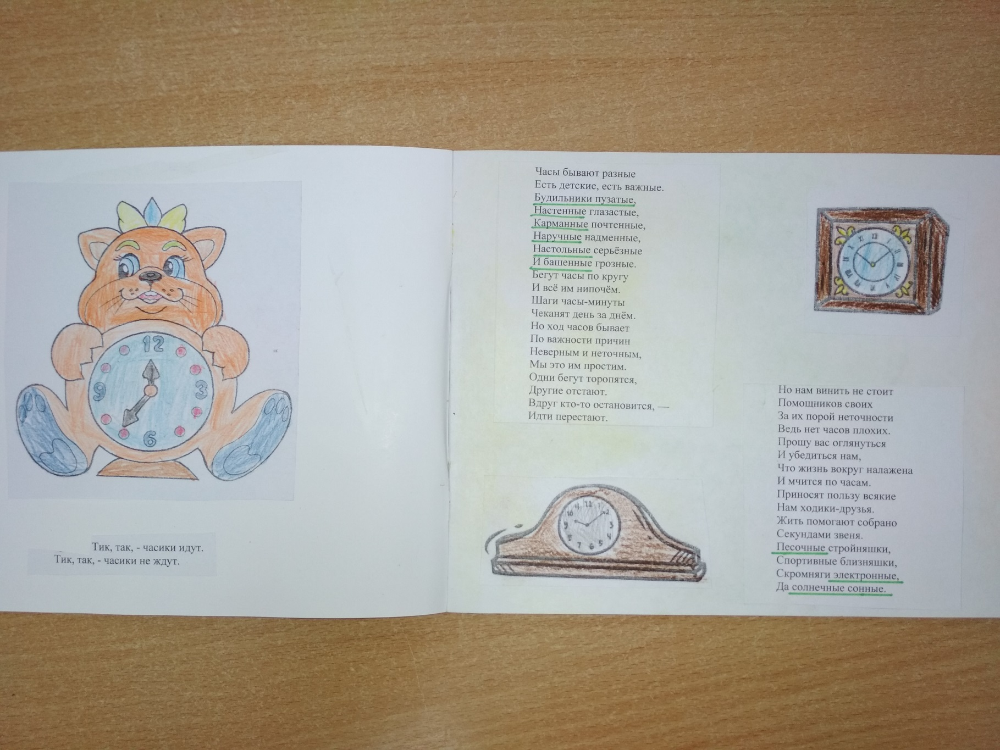 12
3
6
9
Тик, так, - часики идут.
Тик, так, - часики не ждут.
Часы бывают разные
Есть детские, есть важные.
Будильники пузатые,
Настенные глазастые,
Карманные почтенные,
Наручные надменные,
Настольные серьёзные
И башенные грозные.
Бегут часы по кругу
И всё им нипочём.
Шаги часы-минуты
Чеканят день за днём.
Но ход часов бывает
По важности причин
Неверным и неточным,
Мы это им простим.
Одни бегут торопятся,
Другие отстают.
Вдруг кто-то остановится, —
Идти перестают.
Но нам винить не стоит
Помощников своих
За их порой неточности
Ведь нет часов плохих.
Прошу вас оглянуться
И убедиться нам,
Что жизнь вокруг налажена
И мчится по часам.
Приносят пользу всякие
Нам ходики-друзья.
Жить помогают собрано
Секундами звеня.
Песочные стройняшки,
Спортивные близняшки,
Скромняги электронные,
Да солнечные сонные.